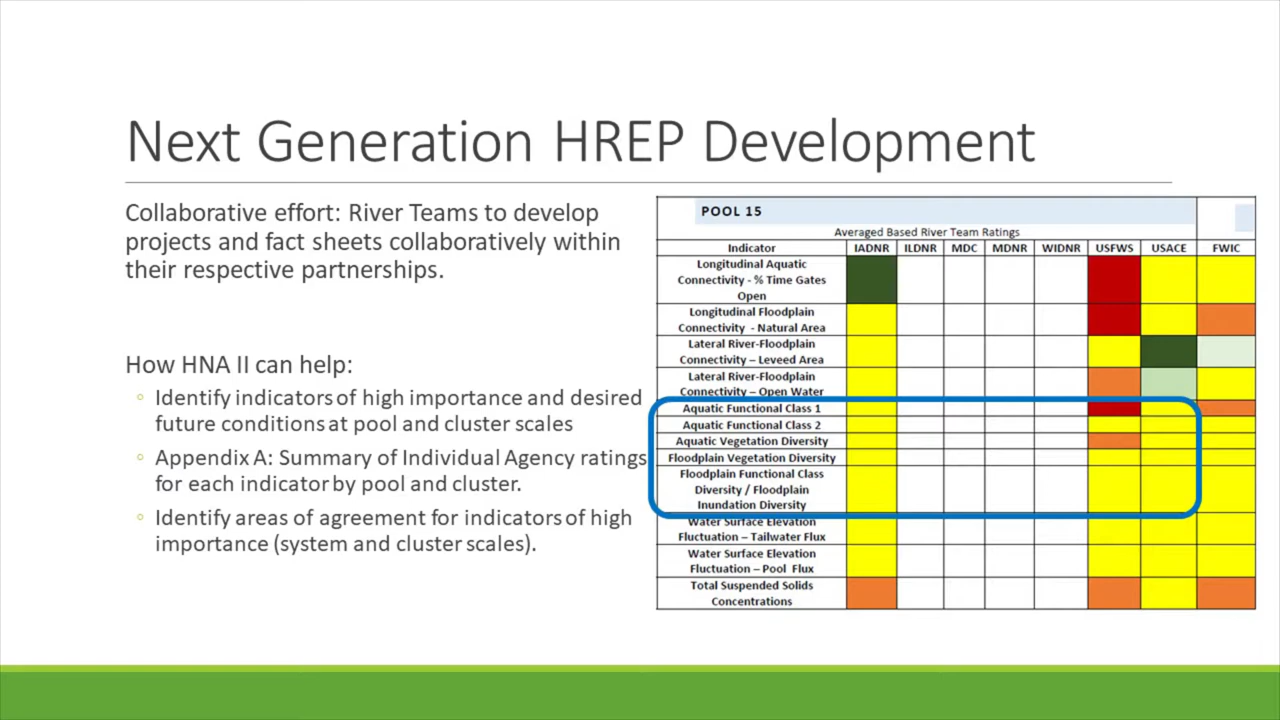 Next Generation HREP Development
Collaborative effort: River Teams to develop
projects and fact sheets collaboratively within
their respective partnerships.
How HNA II can help:
Identify indicators of high importance and desired
future conditions at pool and cluster scales
Appendix A: Summary of Individual Agency ratings
for each indicator by pool and cluster.
Identify areas of agreement for indicators of high
importance (system and cluster scales).
POOL 15
Averaged Based River Team Ratings
Indicator IADNR ILDNR MDC MDNR WIDNR USFWS USACE FWIC
Longitudinal Aquatic
Connectivity - % Time Gates
Open
Longitudinal Floodplain
Connectivity - Natural Area
Lateral River-Floodplain
Connectivity – Leveed Area
Lateral River-Floodplain
Connectivity – Open Water
Aquatic Functional Class 1
Aquatic Functional Class 2
Aquatic Vegetation Diversity
Floodplain Vegetation Diversity
Floodplain Functional Class
Diversity / Floodplain
Inundation Diversity
Water Surface Elevation
Fluctuation – Tailwater Flux
Water Surface Elevation
Fluctuation – Pool Flux
Total Suspended Solids
Concentrations